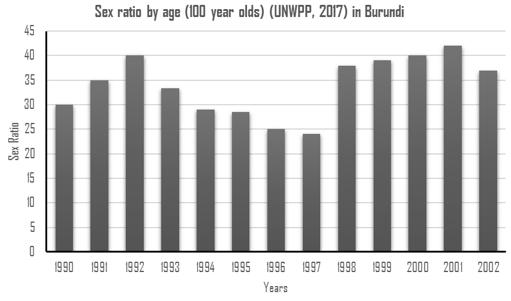 Sex ratio by age (100 year olds) (UNWPP, 2017) in Burundi
45
40
35
30
25
20
15
10
5
0
Sex Ratio
1990 1991 1992 1993 1994 1995 1996 1997 1998 1999 2000 2001 2002
Years